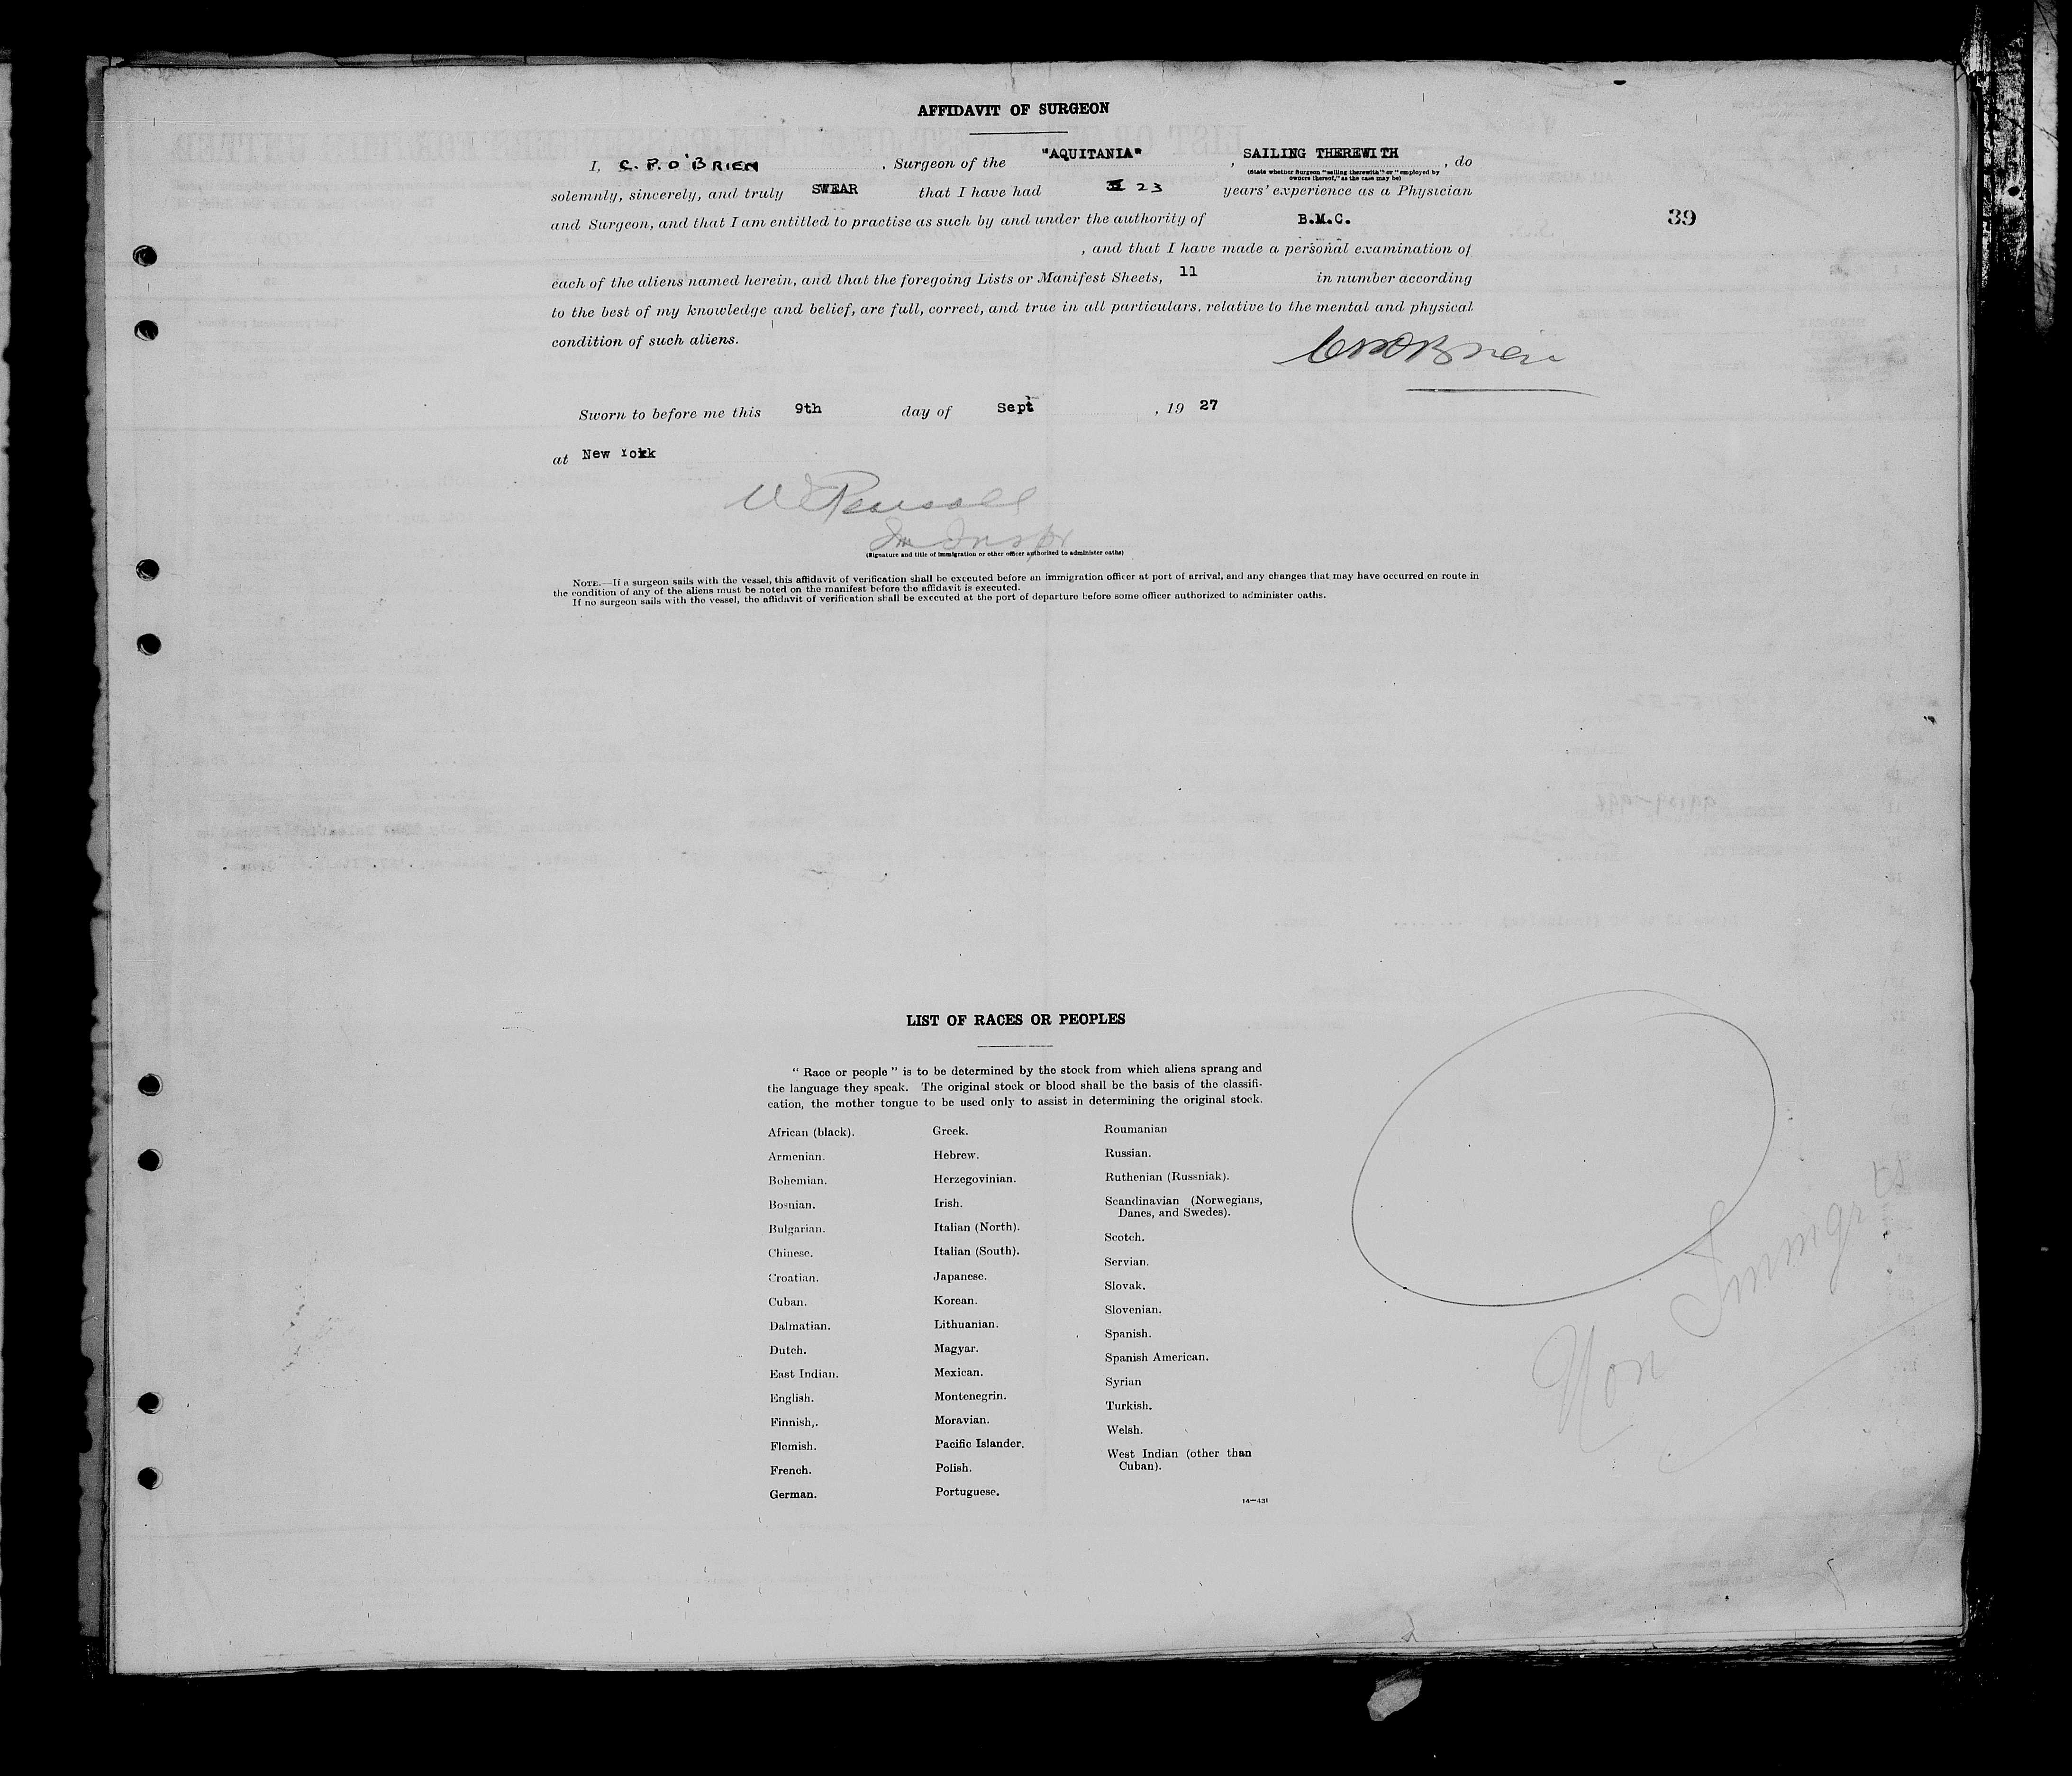 AFFIDAVIT OF SURGEON
I, C. P. O'BRIEN , Surgeon of the "AQUITANIA" , SAILING THEREWITH , do
(State whether Surgeon "sailing therewith" or "employed by
owners thereof," as the case may be)
solemnly, sincerely, and truly SWEAR that I have had 23 years' experience as a Physician
and Surgeon, and that I am entitled to practise as such by and under the authority of B.M.C.
39
, and that I have made a personal examination of
each of the aliens named herein, and that the foregoing Lists or Manifest Sheets, 11 in number according
to the best of my knowledge and belief, are full, correct, and true in all particulars, relative to the mental and physical
condition of such aliens.
O'Brien
Sworn to before me this 9th day of Sept , 19 27
at New York
Im Inspr
(Signature and title of immigration or other officer authorized to administer oaths)
NOTE.—If a surgeon sails with the vessel, this affidavit of verification shall be executed before an immigration officer at port of arrival, and any changes that may have occurred en route in
the condition of any of the aliens must be noted on the manifest before the affidavit is executed.
If no surgeon sails with the vessel, the affidavit of verification shall be executed at the port of departure before some officer authorized to administer oaths.
LIST OF RACES OR PEOPLES
" Race or people " is to be determined by the stock from which aliens sprang and
the language they speak. The original stock or blood shall be the basis of the classifi-
cation, the mother tongue to be used only to assist in determining the original stock.
African (black).
Armenian.
Bohemian.
Bosnian.
Bulgarian.
Chinese.
Croatian.
Cuban.
Dalmatian.
Dutch.
East Indian.
English.
Finnish,.
Flemish.
French.
German.
Greek.
Hebrew.
Herzegovinian.
Irish.
Italian (North).
Italian (South).
Japanese.
Korean.
Lithuanian.
Magyar.
Mexican.
Montenegrin.
Moravian.
Pacific Islander.
Polish.
Portuguese.
Roumanian
Russian.
Ruthenian (Russniak).
Scandinavian (Norwegians,
Danes, and Swedes).
Scotch.
Servian.
Slovak.
Slovenian.
Spanish.
Spanish American.
Syrian
Turkish.
Welsh.
West Indian (other than
Cuban).
14—431
Non Immigrts